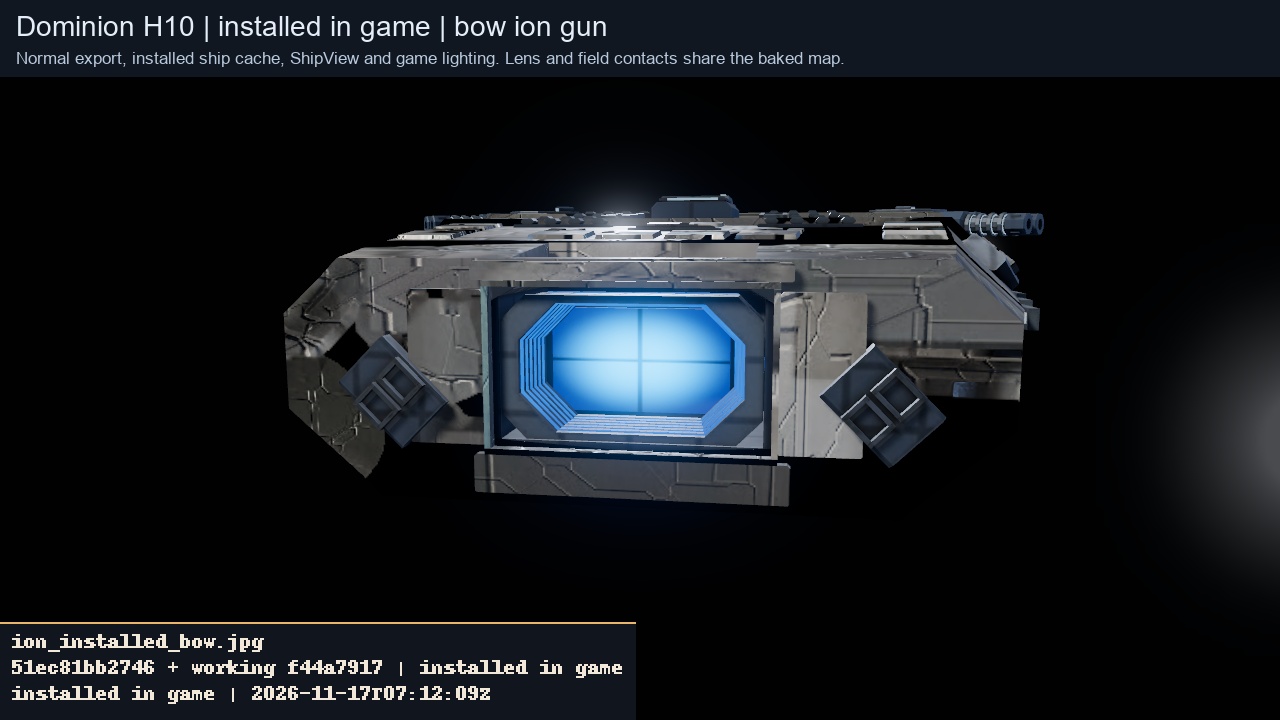 Dominion H10 | installed in game | bow ion gun
Normal export, installed ship cache, ShipView and game lighting. Lens and field contacts share the baked map.
ion_installed_bow.jpg
51ec81bb2746 + working f44a7917 | installed in game
installed in game | 2026-11-17T07:12:09Z